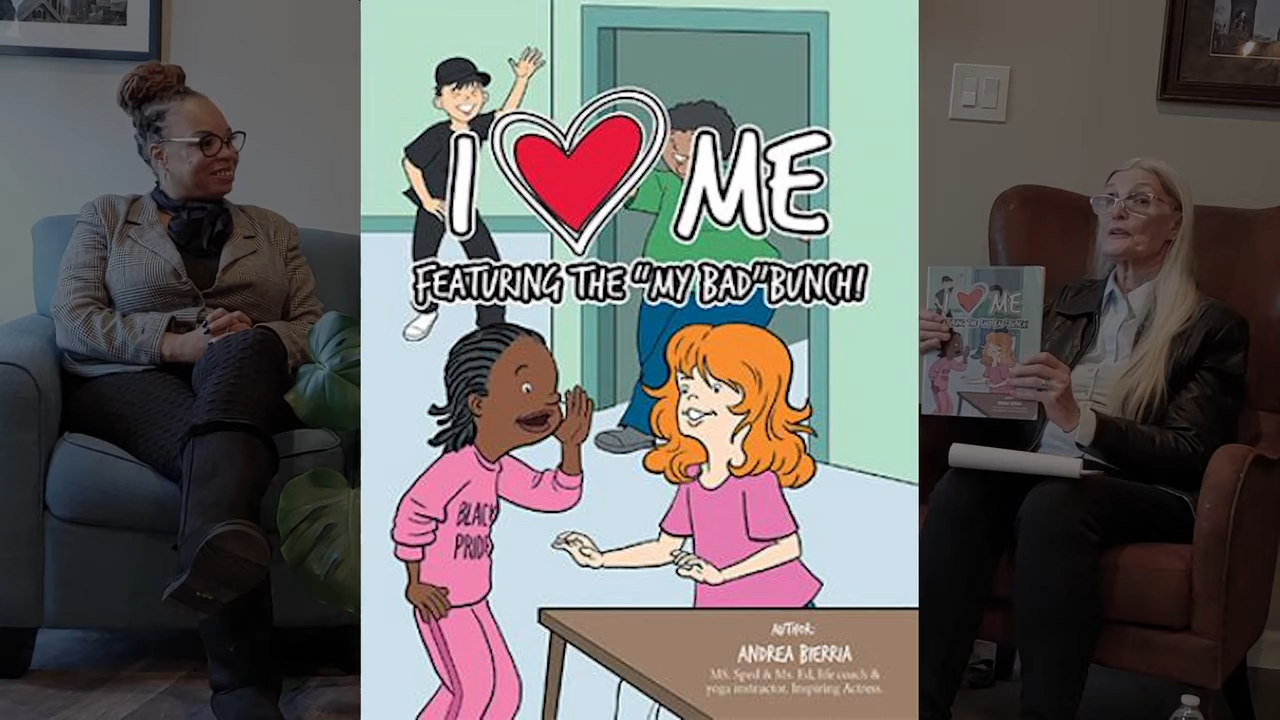 I ME
FEATURING THE "MY BAD" BUNCH!
BLACK
PRIDE
AUTHOR:
ANDREA BIERRIA
MS. Sped & Ms. Ed, life coach &
yoga instructor, Inspiring Actress.
I ME